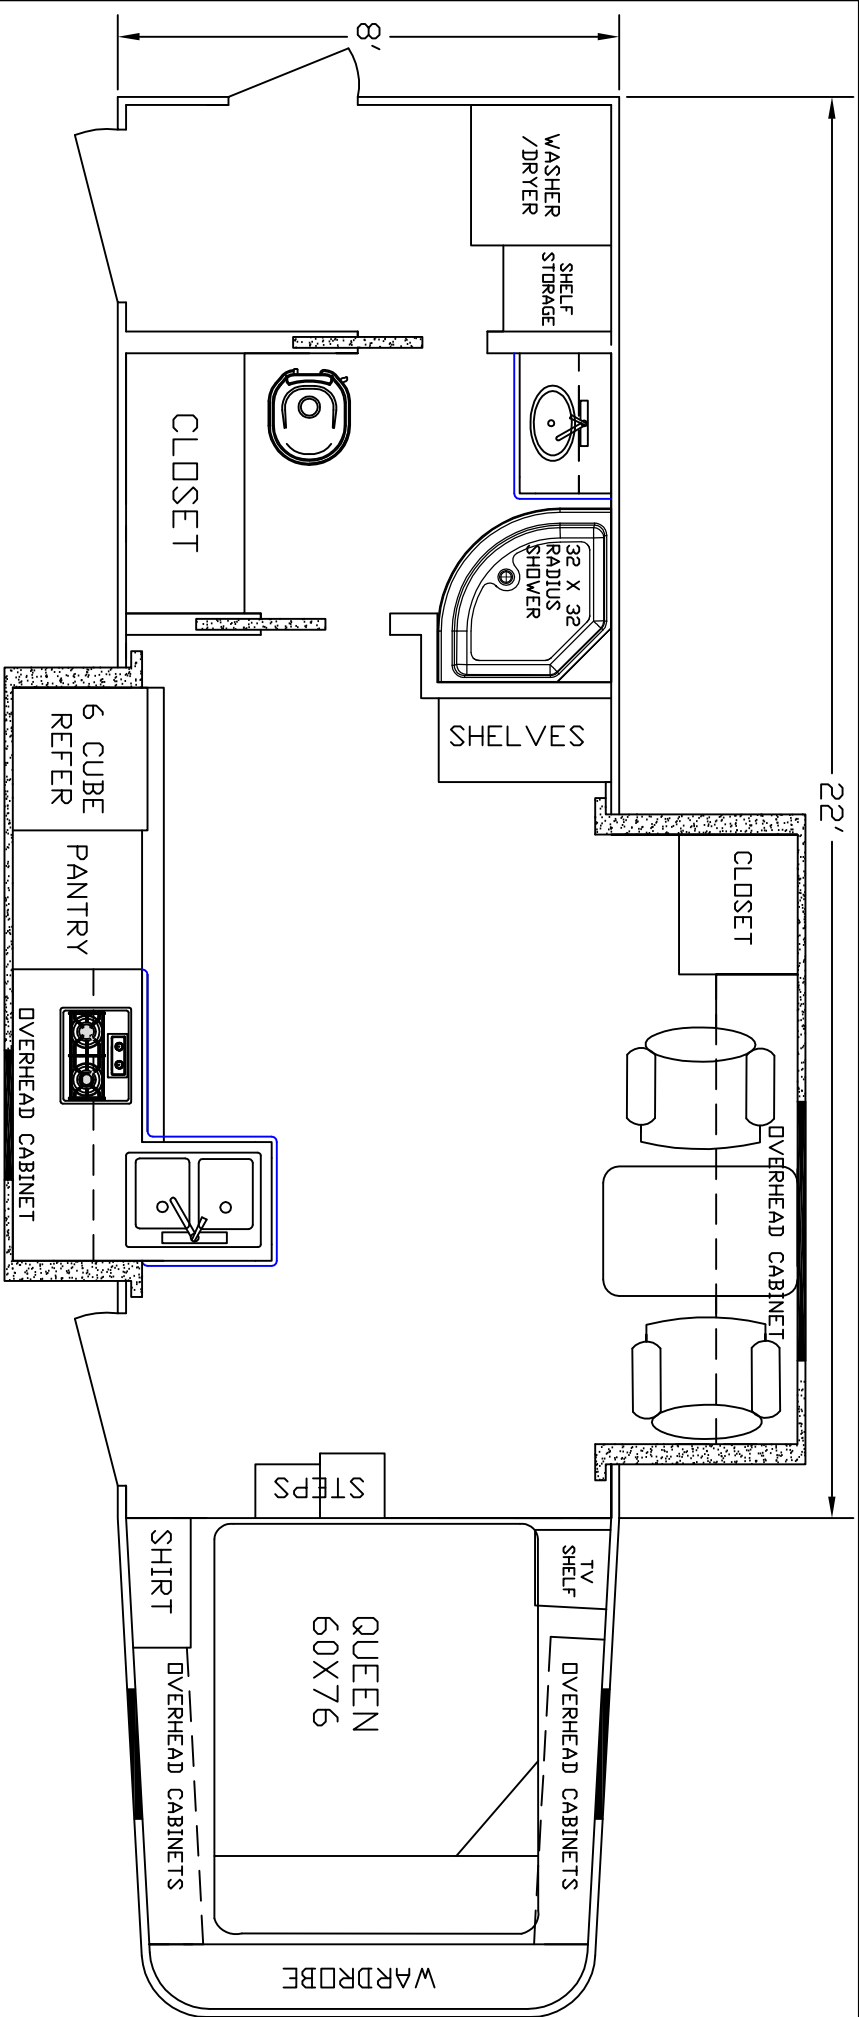 8'
22'
WASHER
/DRYER
SHELF
STORAGE
CLOSET
32 X 32
RADIUS
SHOWER
SHELVES
6 CUBE
REFER
PANTRY
CLOSET
OVERHEAD CABINET
OVERHEAD CABINET
STEPS
SHIRT
TV
SHELF
QUEEN
60X76
OVERHEAD CABINETS
OVERHEAD CABINETS
WARDROBE